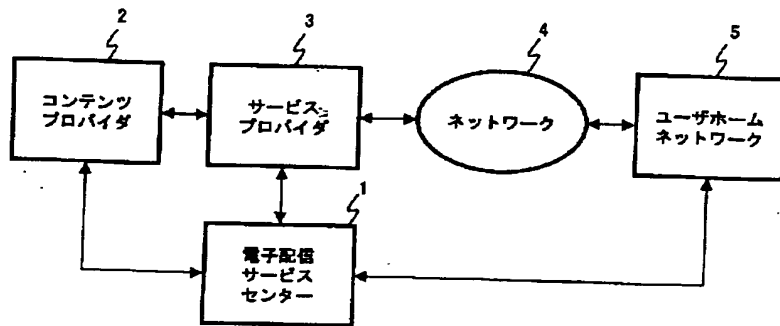 2
コンテンツ
プロバイダ
3
サービス
プロバイダ
4
ネットワーク
5
ユーザホーム
ネットワーク
1
電子配信
サービス
センター